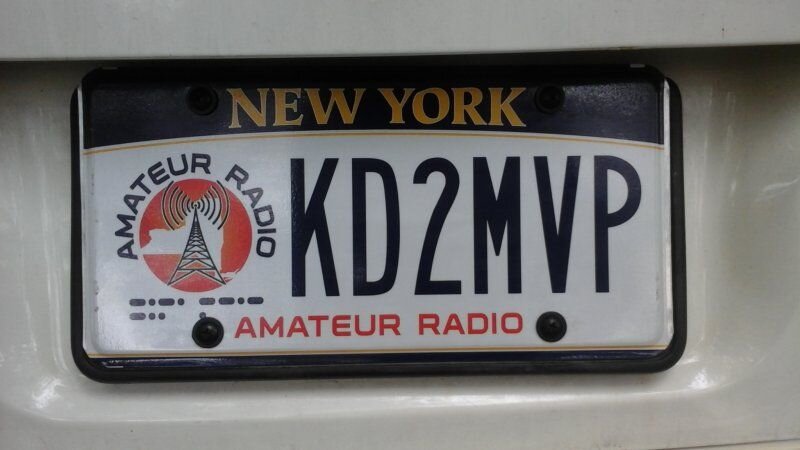 NEW YORK
AMATEUR RADIO
KD2MVP
AMATEUR RADIO